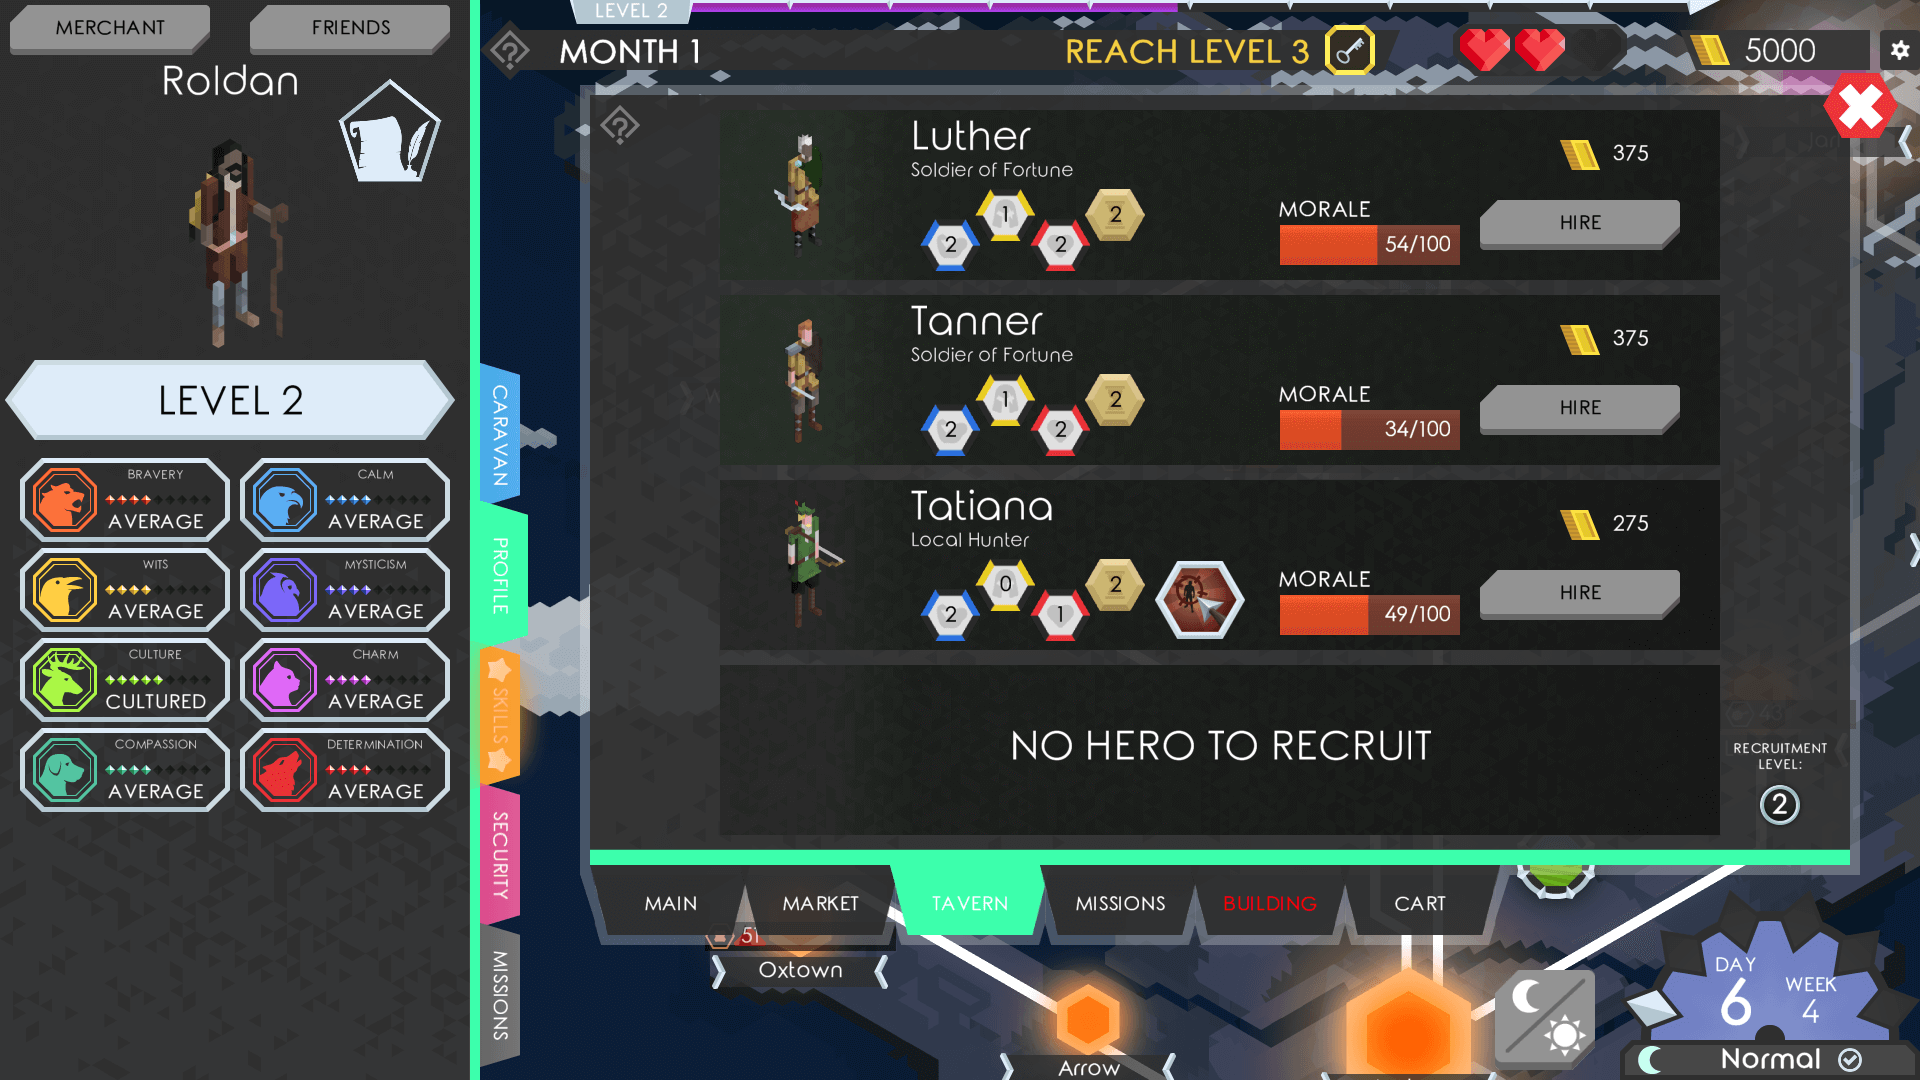 MERCHANT
FRIENDS
LEVEL 2
MONTH 1
REACH LEVEL 3
5000
Roldan
LEVEL 2
BRAVERY
AVERAGE
CALM
AVERAGE
WITS
AVERAGE
MYSTICISM
AVERAGE
CULTURE
CULTURED
CHARM
AVERAGE
COMPASSION
AVERAGE
DETERMINATION
AVERAGE
CARAVAN
PROFILE
SKILLS
SECURITY
MISSIONS
Luther
Soldier of Fortune
2
1
2
2
MORALE
54/100
375
HIRE
Tanner
Soldier of Fortune
2
1
2
2
MORALE
34/100
375
HIRE
Tatiana
Local Hunter
2
0
1
2
MORALE
49/100
275
HIRE
NO HERO TO RECRUIT
RECRUITMENT
LEVEL:
2
MAIN
MARKET
TAVERN
MISSIONS
BUILDING
CART
51
Oxtown
Arrow
DAY
6
WEEK
4
Normal